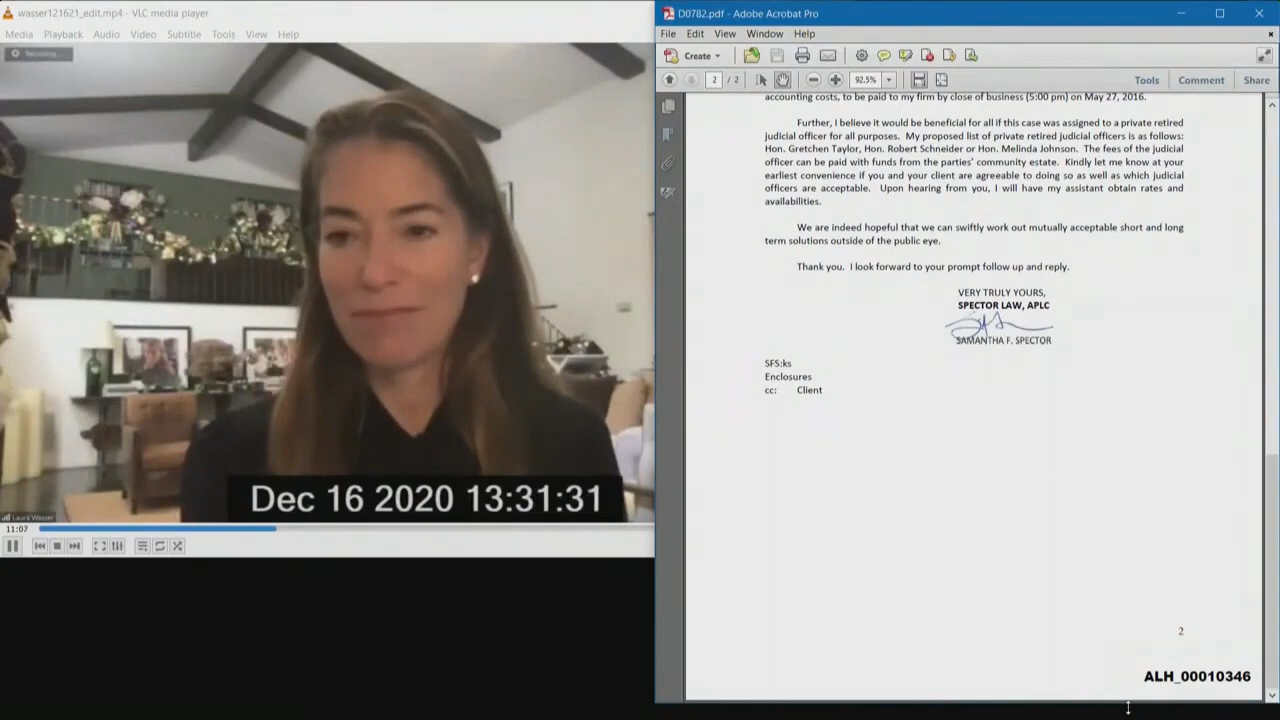 wasser121621_edit.mp4 - VLC media player
Media Playback Audio Video Subtitle Tools View Help
Recording...
Dec 16 2020 13:31:31
Laura Wasser
11:07
D0782.pdf - Adobe Acrobat Pro
File Edit View Window Help
Create
2 / 2 92.5% Tools Comment Share
accounting costs, to be paid to my firm by close of business (5:00 pm) on May 27, 2016.
Further, I believe it would be beneficial for all if this case was assigned to a private retired
judicial officer for all purposes. My proposed list of private retired judicial officers is as follows:
Hon. Gretchen Taylor, Hon. Robert Schneider or Hon. Melinda Johnson. The fees of the judicial
officer can be paid with funds from the parties' community estate. Kindly let me know at your
earliest convenience if you and your client are agreeable to doing so as well as which judicial
officers are acceptable. Upon hearing from you, I will have my assistant obtain rates and
availabilities.
We are indeed hopeful that we can swiftly work out mutually acceptable short and long
term solutions outside of the public eye.
Thank you. I look forward to your prompt follow up and reply.
VERY TRULY YOURS,
SPECTOR LAW, APLC
SAMANTHA F. SPECTOR
SFS:ks
Enclosures
cc: Client
2
ALH_00010346